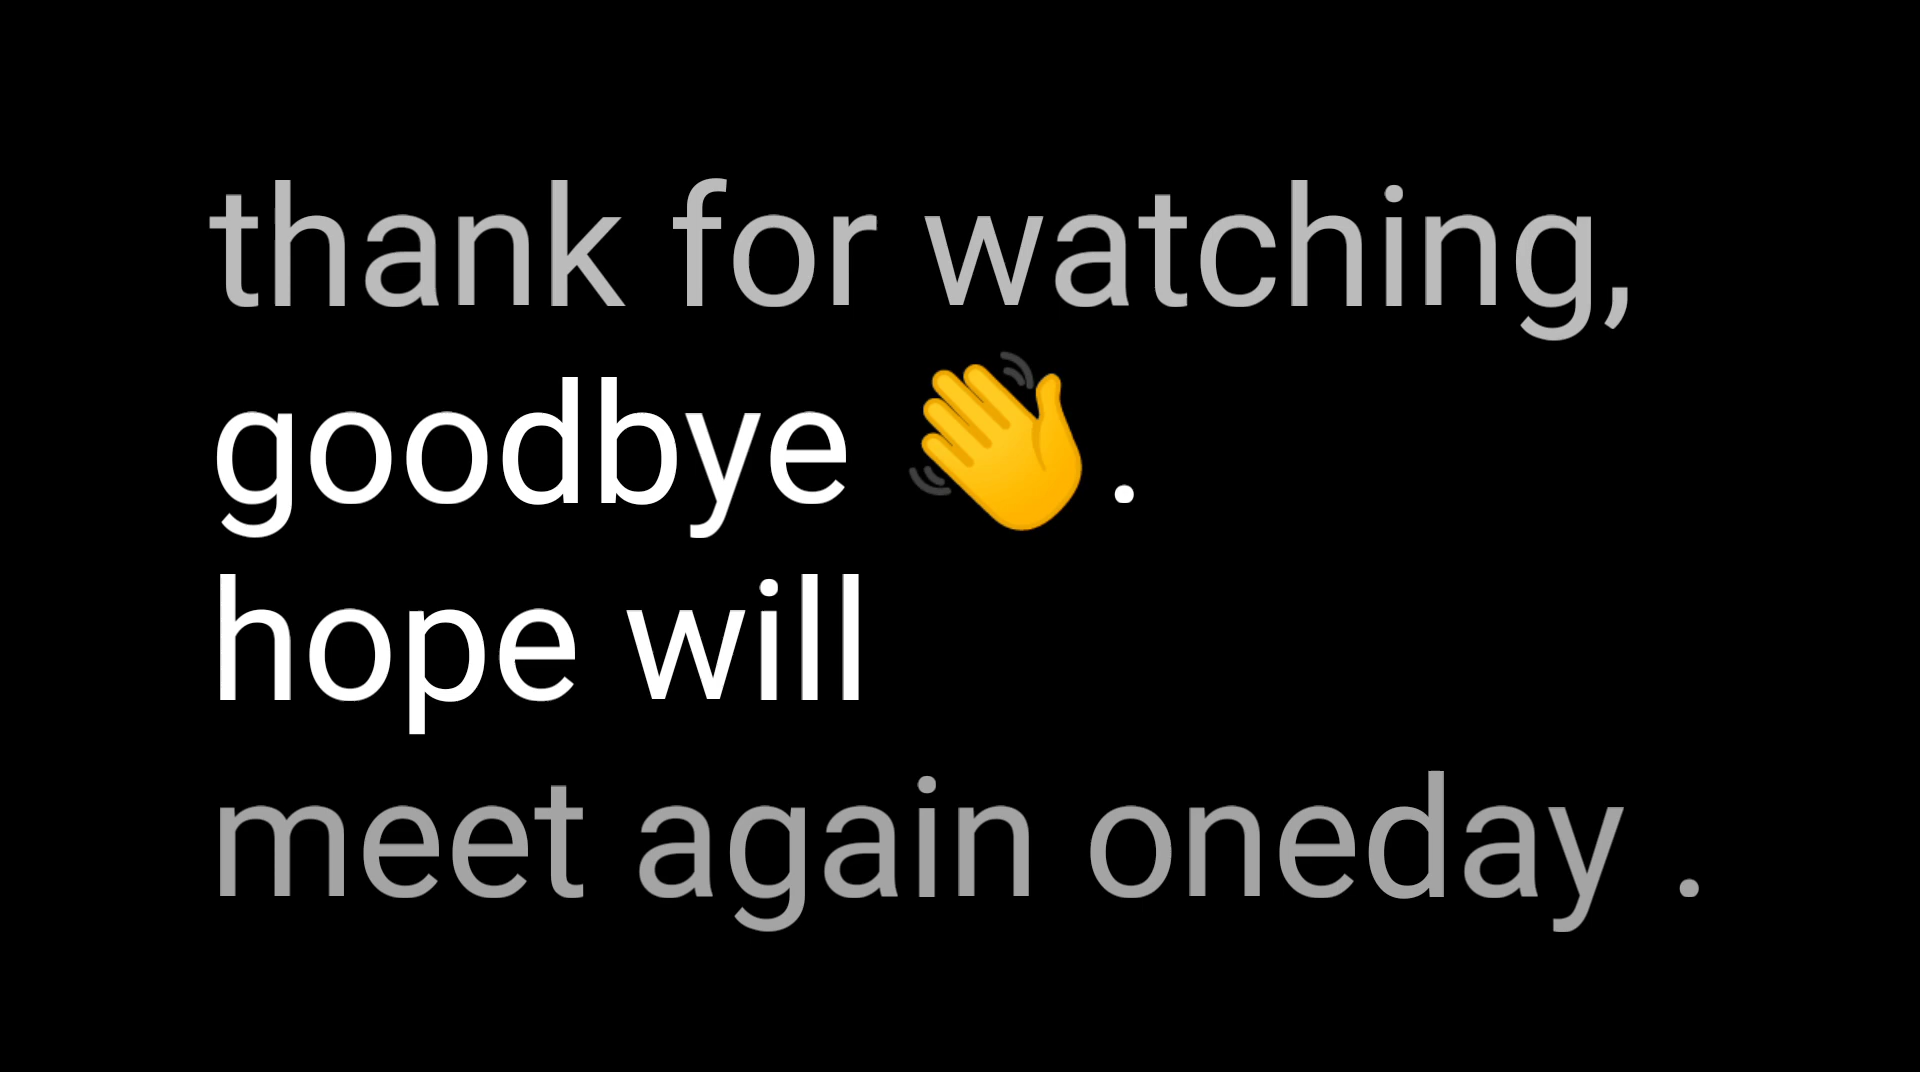 thank for watching,
goodbye 👋 .
hope will
meet again oneday .